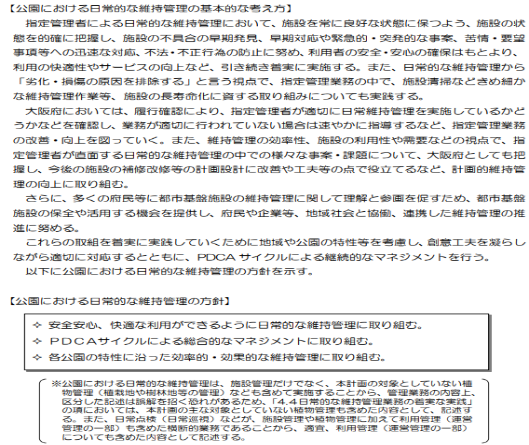 【公園における日常的な維持管理の基本的な考え方】
指定管理者による日常的な維持管理において、施設を常に良好な状態に保つよう、施設の状
態を的確に把握し、施設の不具合の早期発見、早期対応や緊急的・突発的な事案、苦情・要望
事項等への迅速な対応、不法・不正行為の防止に努め、利用者の安全・安心の確保はもとより、
利用の快適性やサービスの向上など、引き続き着実に実施する。また、日常的な維持管理から
「劣化・損傷の原因を排除する」と言う視点で、指定管理業務の中で、施設清掃などきめ細か
な維持管理作業等、施設の長寿命化に資する取り組みについても実践する。
大阪府においては、履行確認により、指定管理者が適切に日常維持管理を実施しているかど
うかなどを確認し、業務が適切に行われていない場合は速やかに指導するなど、指定管理業務
の改善・向上を図っていく。また、維持管理の効率性、施設の利用性や需要などの視点で、指
定管理者が直面する日常的な維持管理の中での様々な事案・課題について、大阪府としても把
握し、今後の施設の補修改修等の計画設計に改善や工夫等の点で役立てるなど、計画的維持管
理の向上に取り組む。
さらに、多くの府民等に都市基盤施設の維持管理に関して理解と参画を促すため、都市基盤
施設の保全や活用する機会を提供し、府民や企業等、地域社会と協働、連携した維持管理の推
進に努める。
これらの取組を着実に実践していくために地域や公園の特性等を考慮し、創意工夫を凝らし
ながら適切に対応するとともに、PDCAサイクルによる継続的なマネジメントを行う。
以下に公園における日常的な維持管理の方針を示す。
【公園における日常的な維持管理の方針】
✧ 安全安心、快適な利用ができるように日常的な維持管理に取り組む。
✧ PDCAサイクルによる総合的なマネジメントに取り組む。
✧ 各公園の特性に沿った効率的・効果的な維持管理に取り組む。
※公園における日常的な維持管理は、施設管理だけでなく、本計画の対象としていない植
物管理(植栽地や樹林地等の管理)なども含めて実施することから、管理業務の内容上、
区分した記述は誤解を招く恐れがあるため、「4.4日常的な維持管理業務の着実な実践」
の項においては、本計画の主な対象としていない植物管理も含めた内容として、記述す
る。また、日常点検(日常巡視)などが、施設管理や植物管理に加えて利用管理(運営
管理の一部)も含めた横断的業務であることから、適宜、利用管理(運営管理の一部)
についても含めた内容として記述する。